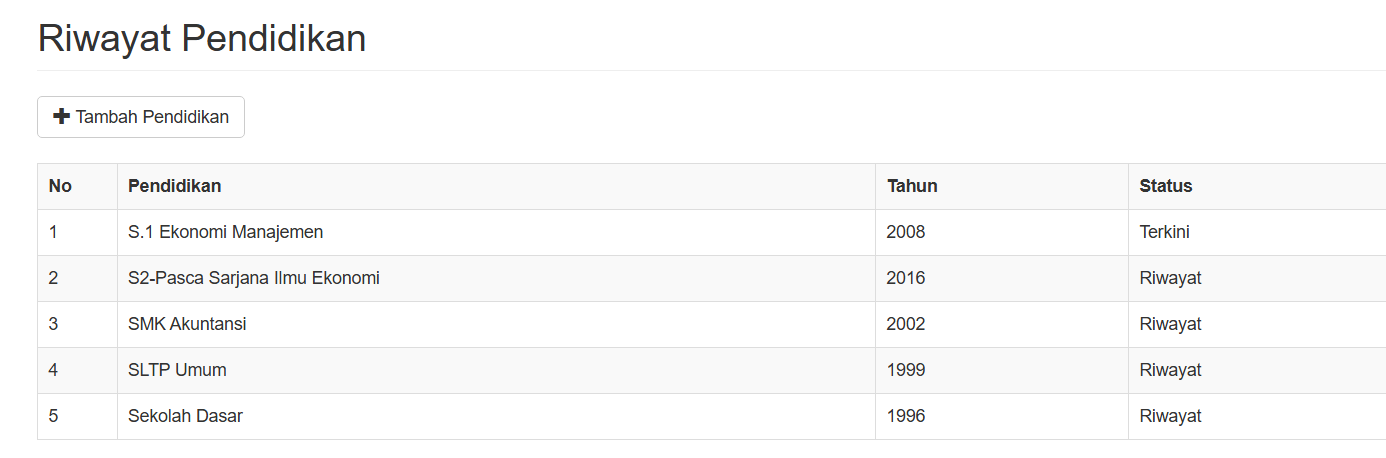 Riwayat Pendidikan
Tambah Pendidikan
No Pendidikan Tahun Status
1 S.1 Ekonomi Manajemen 2008 Terkini
2 S2-Pasca Sarjana Ilmu Ekonomi 2016 Riwayat
3 SMK Akuntansi 2002 Riwayat
4 SLTP Umum 1999 Riwayat
5 Sekolah Dasar 1996 Riwayat